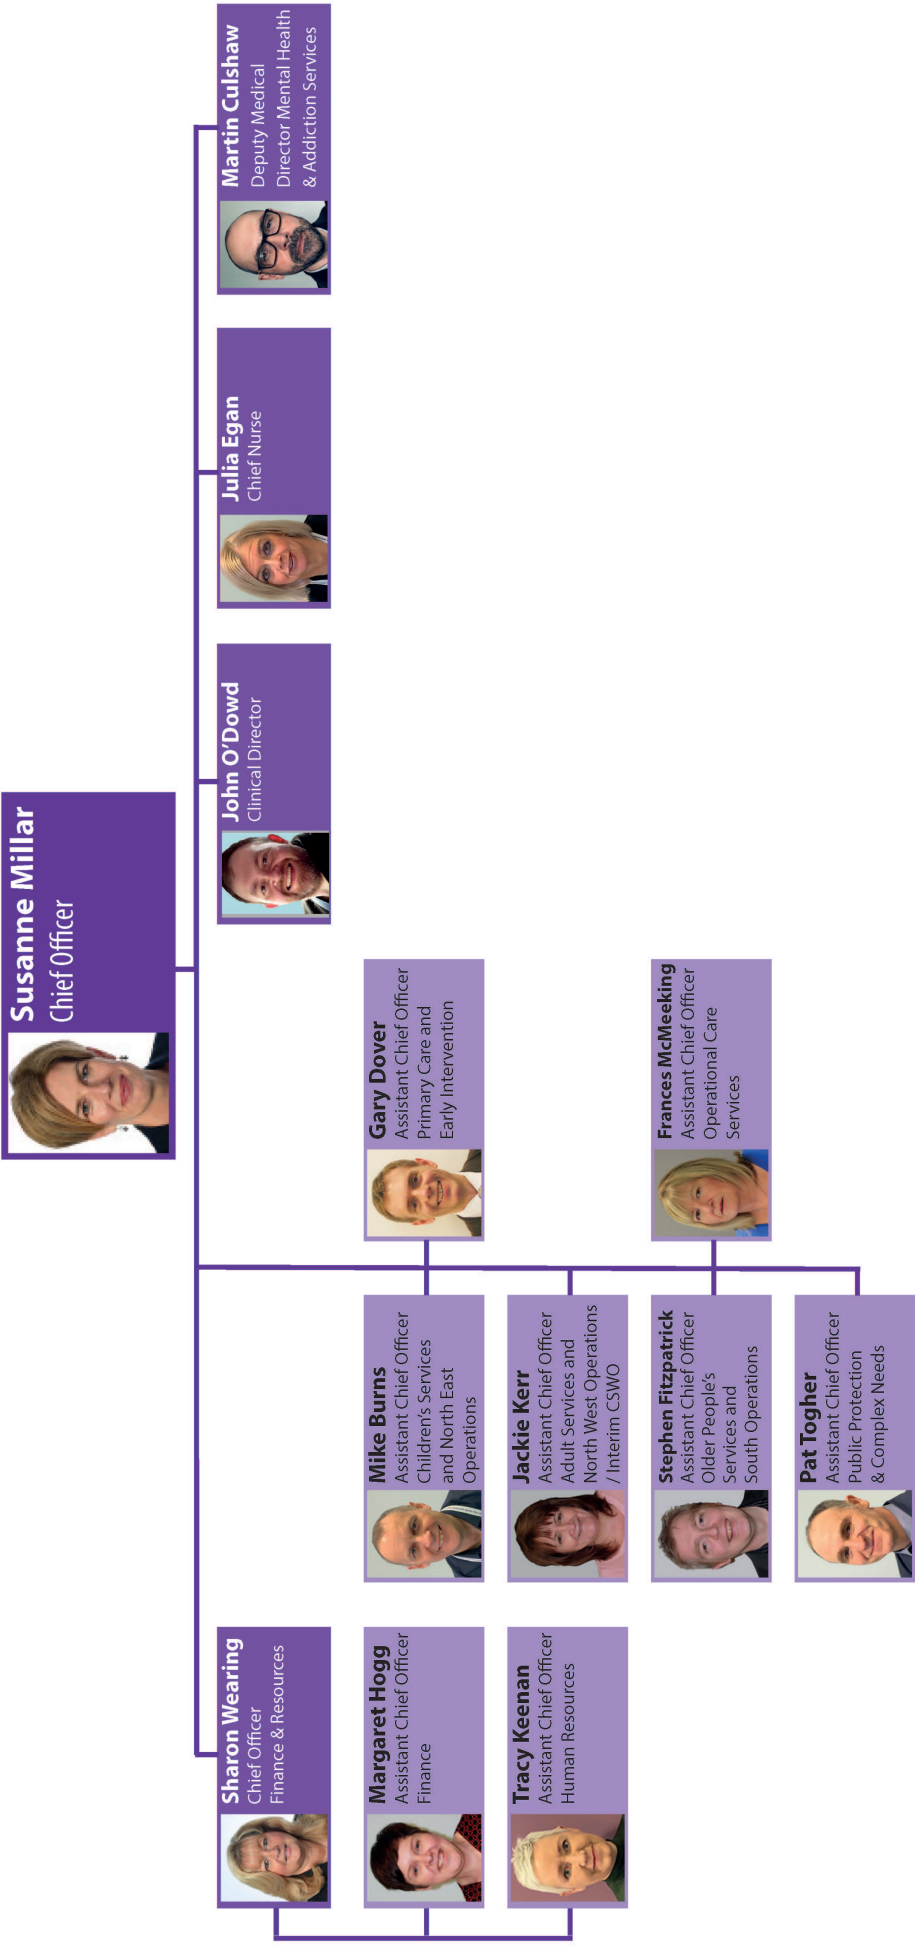 Susanne Millar
Chief Officer
Sharon Wearing
Chief Officer
Finance & Resources
Margaret Hogg
Assistant Chief Officer
Finance
Tracy Keenan
Assistant Chief Officer
Human Resources
Mike Burns
Assistant Chief Officer
Children's Services
and North East
Operations
Jackie Kerr
Assistant Chief Officer
Adult Services and
North West Operations
/ Interim CSWO
Stephen Fitzpatrick
Assistant Chief Officer
Older People's
Services and
South Operations
Pat Togher
Assistant Chief Officer
Public Protection
& Complex Needs
Gary Dover
Assistant Chief Officer
Primary Care and
Early Intervention
Frances McMeeking
Assistant Chief Officer
Operational Care
Services
John O'Dowd
Clinical Director
Julia Egan
Chief Nurse
Martin Culshaw
Deputy Medical
Director Mental Health
& Addiction Services